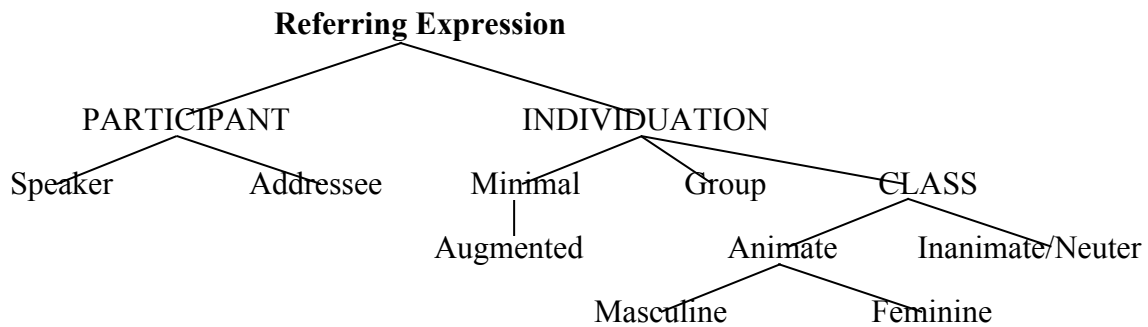 Referring Expression
PARTICIPANT INDIVIDUATION
Speaker Addressee Minimal Group CLASS
Augmented Animate Inanimate/Neuter
Masculine Feminine